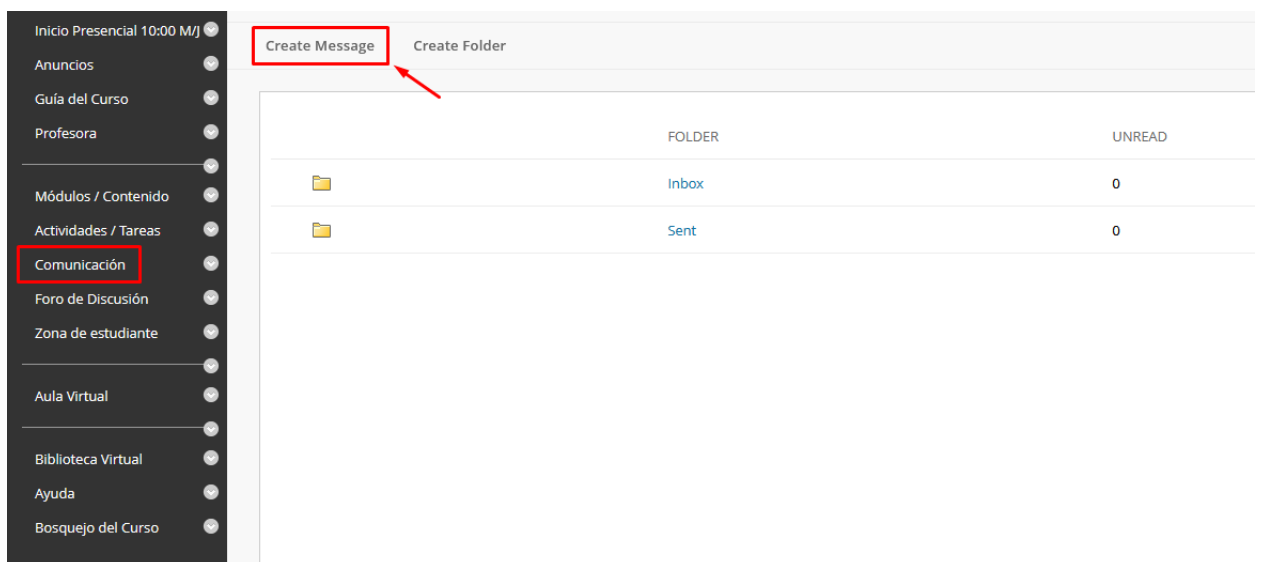 Inicio Presencial 10:00 M/J
Anuncios
Guía del Curso
Profesora
Módulos / Contenido
Actividades / Tareas
Comunicación
Foro de Discusión
Zona de estudiante
Aula Virtual
Biblioteca Virtual
Ayuda
Bosquejo del Curso
Create Message Create Folder
FOLDER UNREAD
Inbox 0
Sent 0